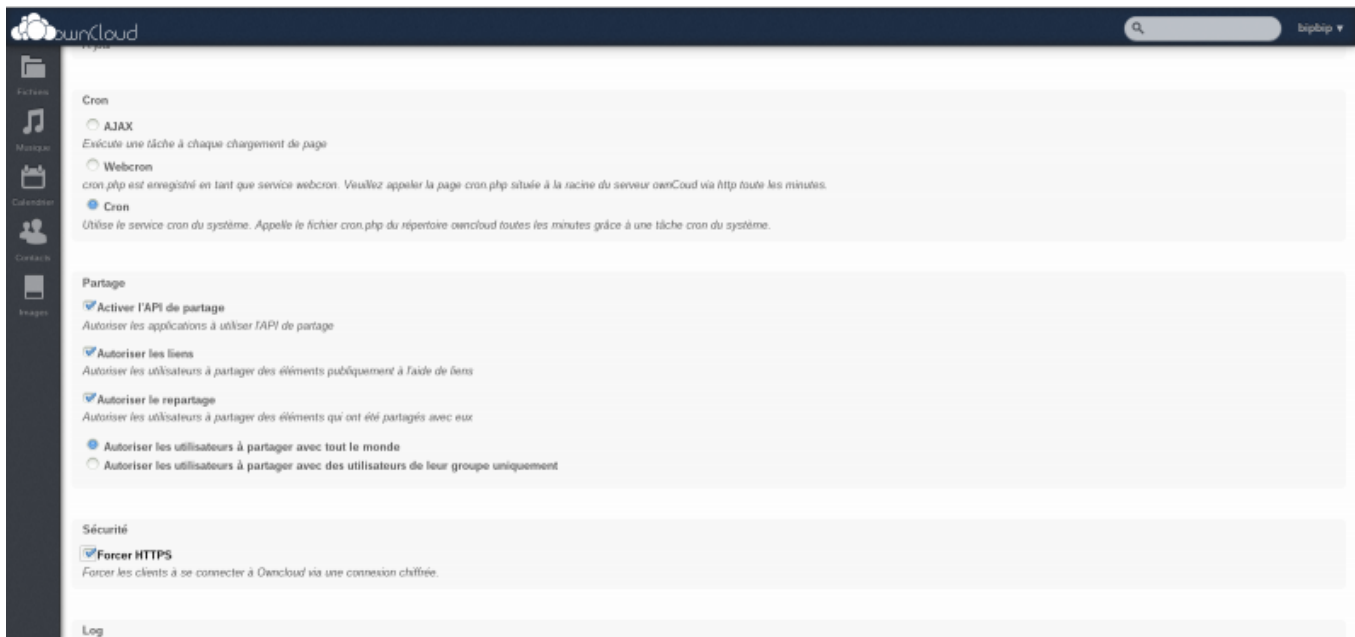 ownCloud
bipbip ▾
Fichiers
Musique
Calendrier
Contacts
Images
Cron
AJAX
Exécute une tâche à chaque chargement de page
Webcron
cron.php est enregistré en tant que service webcron. Veuillez appeler la page cron.php située à la racine du serveur ownCoud via http toute les minutes.
Cron
Utilise le service cron du système. Appelle le fichier cron.php du répertoire owncloud toutes les minutes grâce à une tâche cron du système.
Partage
Activer l'API de partage
Autoriser les applications à utiliser l'API de partage
Autoriser les liens
Autoriser les utilisateurs à partager des éléments publiquement à l'aide de liens
Autoriser le repartage
Autoriser les utilisateurs à partager des éléments qui ont été partagés avec eux
Autoriser les utilisateurs à partager avec tout le monde
Autoriser les utilisateurs à partager avec des utilisateurs de leur groupe uniquement
Sécurité
Forcer HTTPS
Forcer les clients à se connecter à Owncloud via une connexion chiffrée.
Log